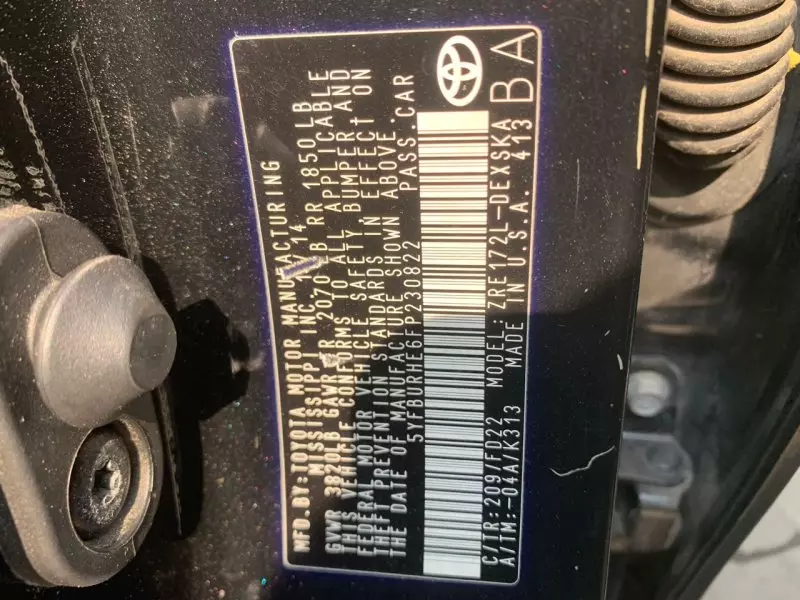 MFD.BY: TOYOTA MOTOR MANUFACTURING
MISSISSIPPI INC. 14
GVWR 3820LB GAWR FR 2070LB RR 1850LB
THIS VEHICLE CONFORMS TO ALL APPLICABLE
FEDERAL MOTOR VEHICLE SAFETY, BUMPER AND
THEFT PREVENTION STANDARDS IN EFFECT ON
THE DATE OF MANUFACTURE SHOWN ABOVE.
5YFBURHE6FP230822 PASS.CAR
C/TR: 209/FD22 MODEL: ZRE172L-DEXSKA
A/TM: -04A/K313 MADE IN U.S.A. 413
BA